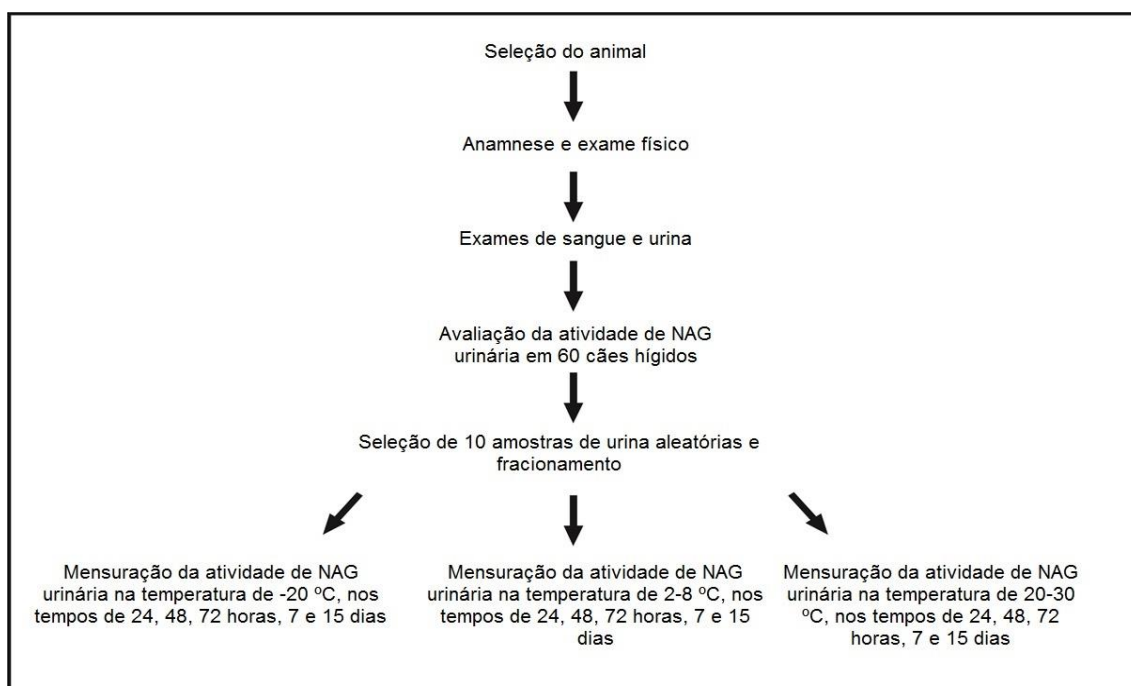 Seleção do animal
Anamnese e exame físico
Exames de sangue e urina
Avaliação da atividade de NAG
urinária em 60 cães hígidos
Seleção de 10 amostras de urina aleatórias e
fracionamento
Mensuração da atividade de NAG
urinária na temperatura de -20 ºC, nos
tempos de 24, 48, 72 horas, 7 e 15 dias
Mensuração da atividade de NAG
urinária na temperatura de 2-8 ºC, nos
tempos de 24, 48, 72 horas, 7 e 15
dias
Mensuração da atividade de NAG
urinária na temperatura de 20-30
ºC, nos tempos de 24, 48, 72
horas, 7 e 15 dias